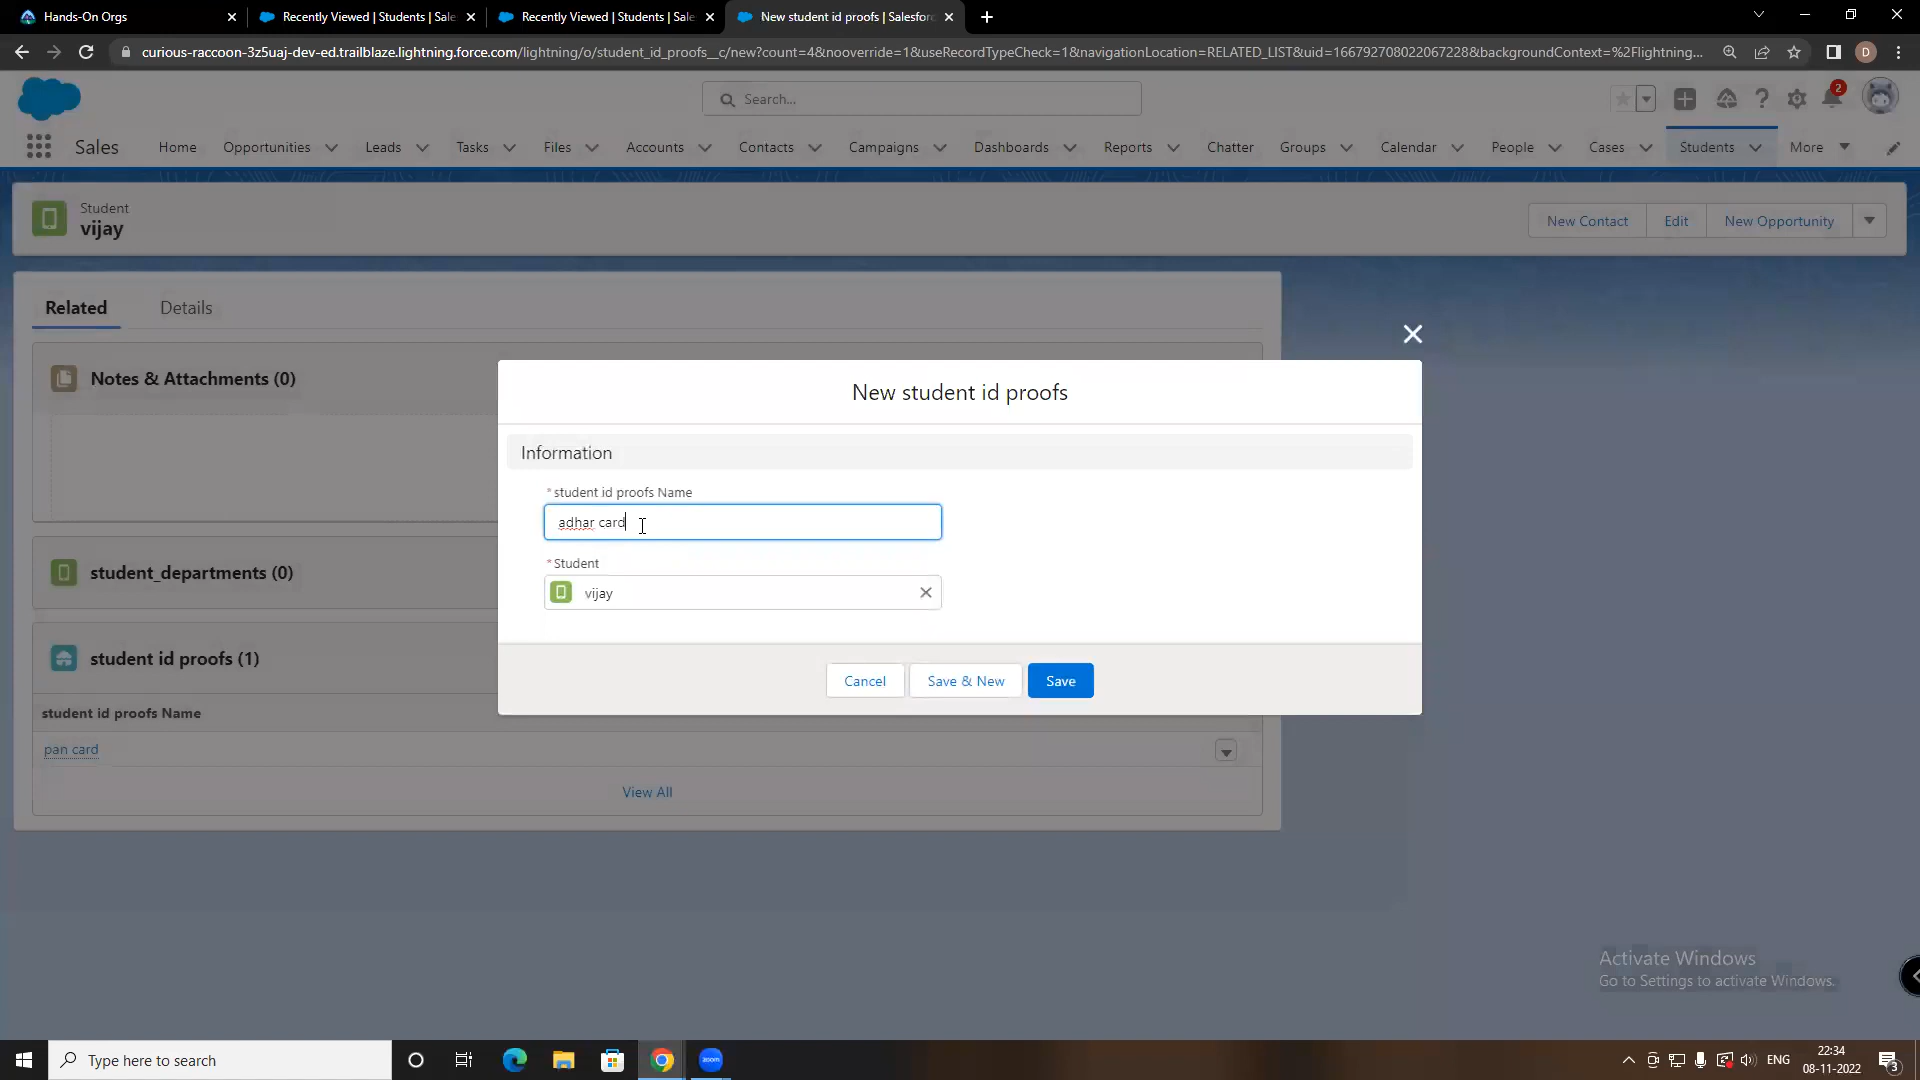 Hands-On Orgs
Recently Viewed | Students | Sale
Recently Viewed | Students | Sale
New student id proofs | Salesforc
curious-raccoon-3z5uaj-dev-ed.trailblaze.lightning.force.com/lightning/o/student_id_proofs__c/new?count=4&nooverride=1&useRecordTypeCheck=1&navigationLocation=RELATED_LIST&uid=166792708022067228&backgroundContext=%2Flightning...
D
Search...
2
Sales
Home
Opportunities
Leads
Tasks
Files
Accounts
Contacts
Campaigns
Dashboards
Reports
Chatter
Groups
Calendar
People
Cases
Students
More
Student
vijay
New Contact
Edit
New Opportunity
Related
Details
Notes & Attachments (0)
New student id proofs
Information
*student id proofs Name
adhar card
*Student
vijay
student_departments (0)
student id proofs (1)
Cancel
Save & New
Save
student id proofs Name
pan card
View All
Activate Windows
Go to Settings to activate Windows.
Type here to search
zoom
ENG
22:34
08-11-2022
3